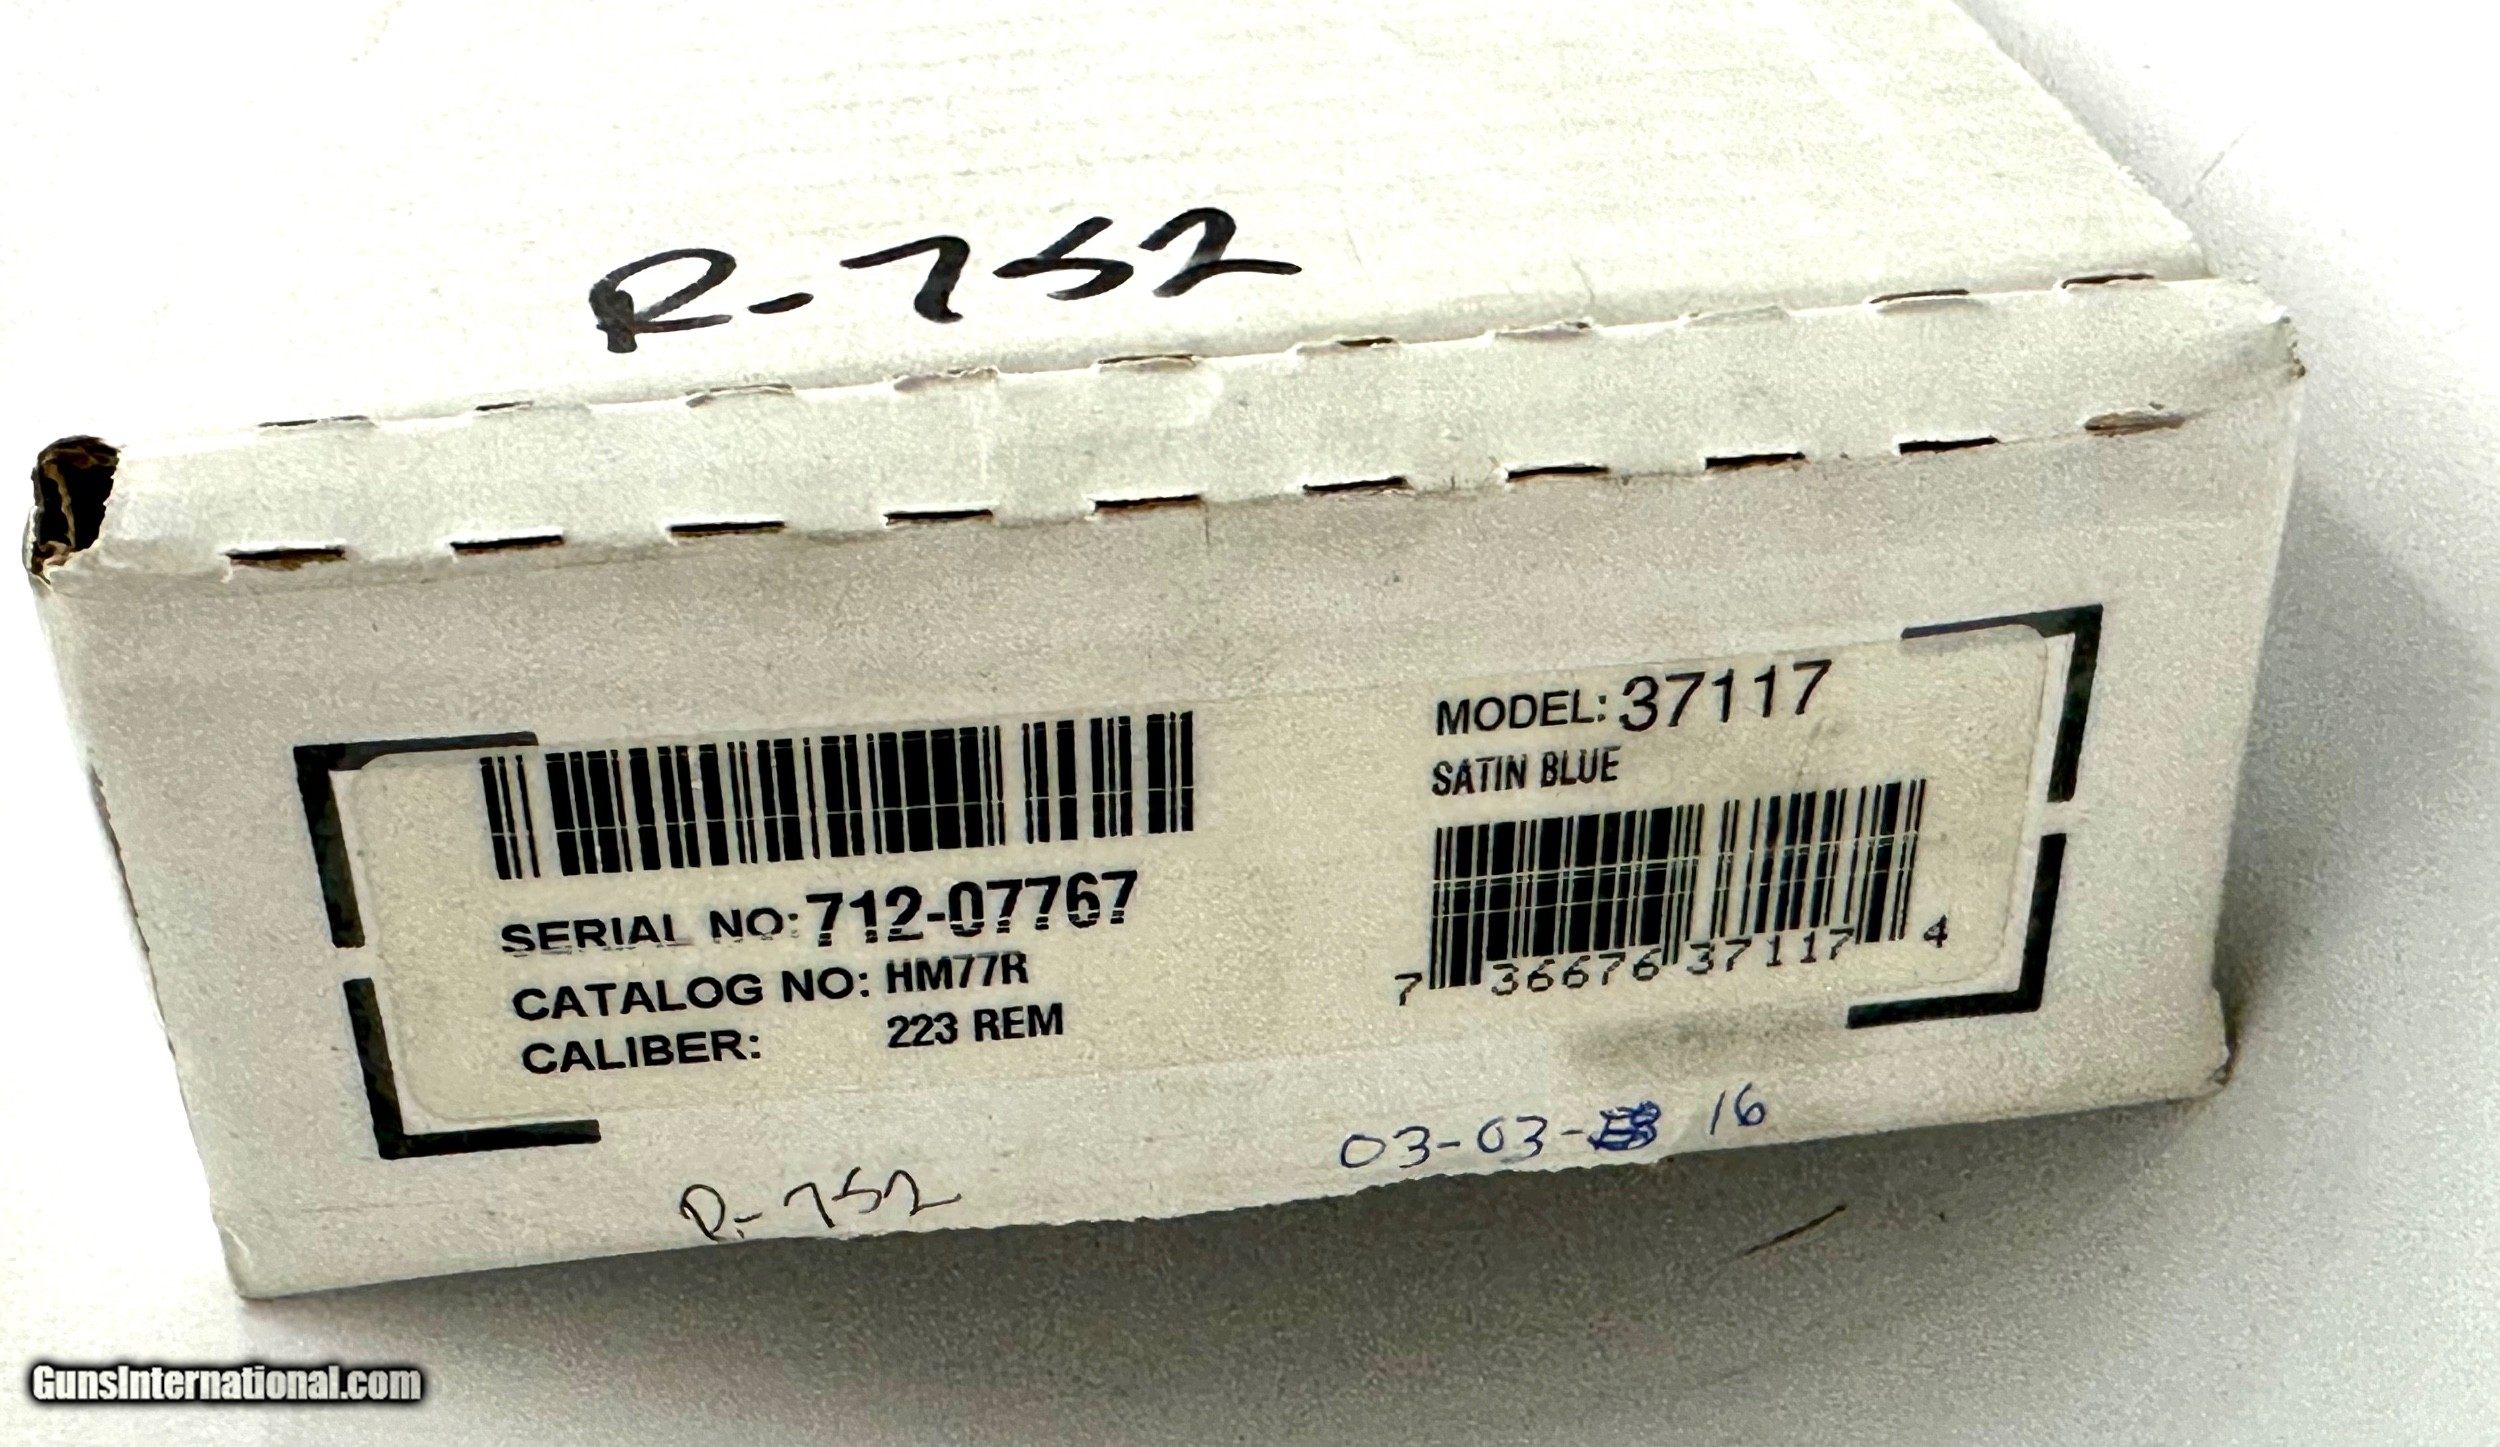 R-752
SERIAL NO: 712-07767
CATALOG NO: HM77R
CALIBER: 223 REM
MODEL: 37117
SATIN BLUE
7 36676 37117 4
R-752
03-03- 16
GunsInternational.com